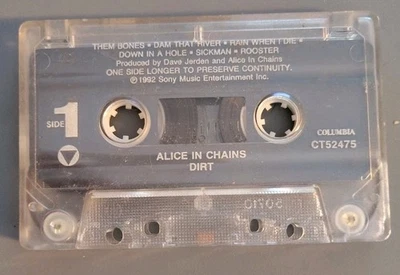 THEM BONES • DAM THAT RIVER • RAIN WHEN I DIE •
DOWN IN A HOLE • SICKMAN • ROOSTER
Produced by Dave Jerden and Alice In Chains
ONE SIDE LONGER TO PRESERVE CONTINUITY.
Ⓟ1992 Sony Music Entertainment Inc.
SIDE 1
COLUMBIA
CT52475
ALICE IN CHAINS
DIRT